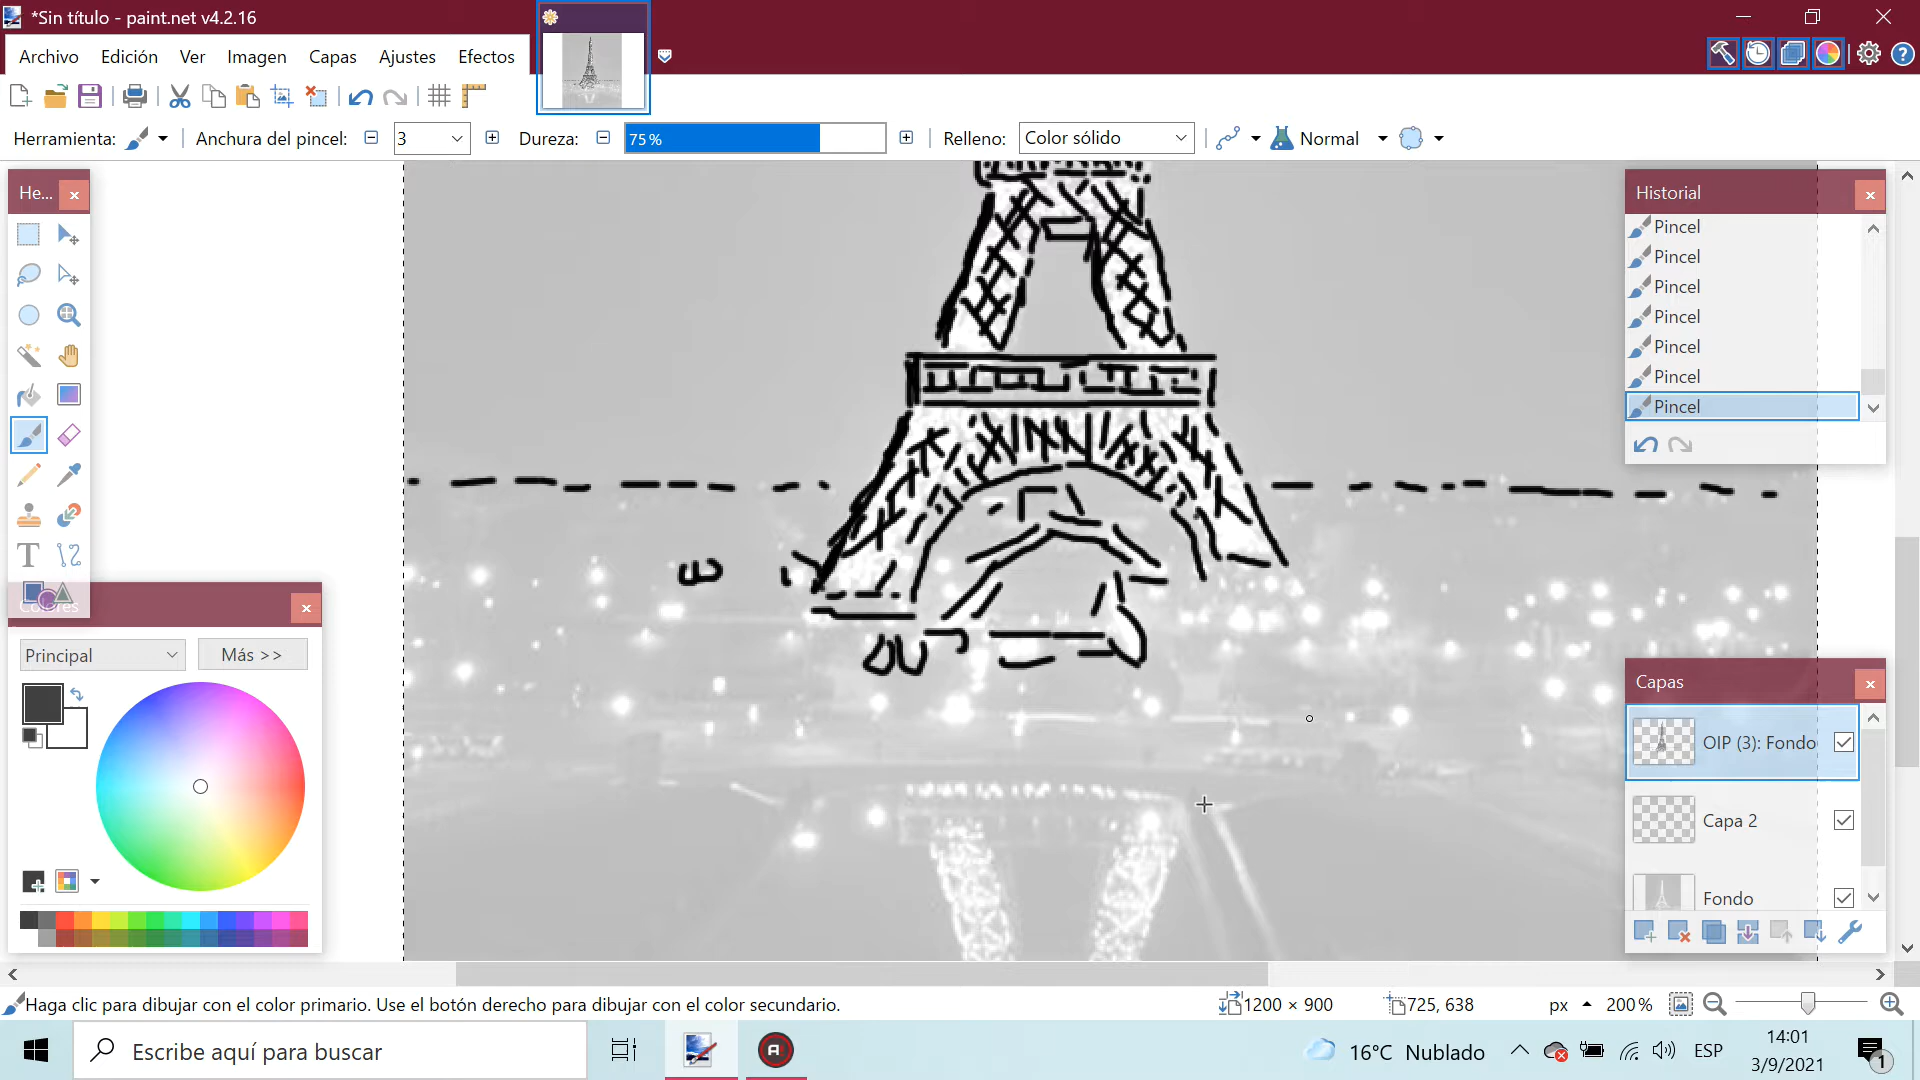 *Sin título - paint.net v4.2.16
Archivo Edición Ver Imagen Capas Ajustes Efectos
Herramienta: Anchura del pincel: 3 Dureza: 75% Relleno: Color sólido Normal
He...
Historial
Pincel
Pincel
Pincel
Pincel
Pincel
Pincel
Pincel
Colores
Principal Más >>
Capas
OIP (3): Fondo
Capa 2
Fondo
Haga clic para dibujar con el color primario. Use el botón derecho para dibujar con el color secundario. 1200 × 900 725, 638 px 200% 
Escribe aquí para buscar
16°C Nublado ESP
14:01
3/9/2021
1